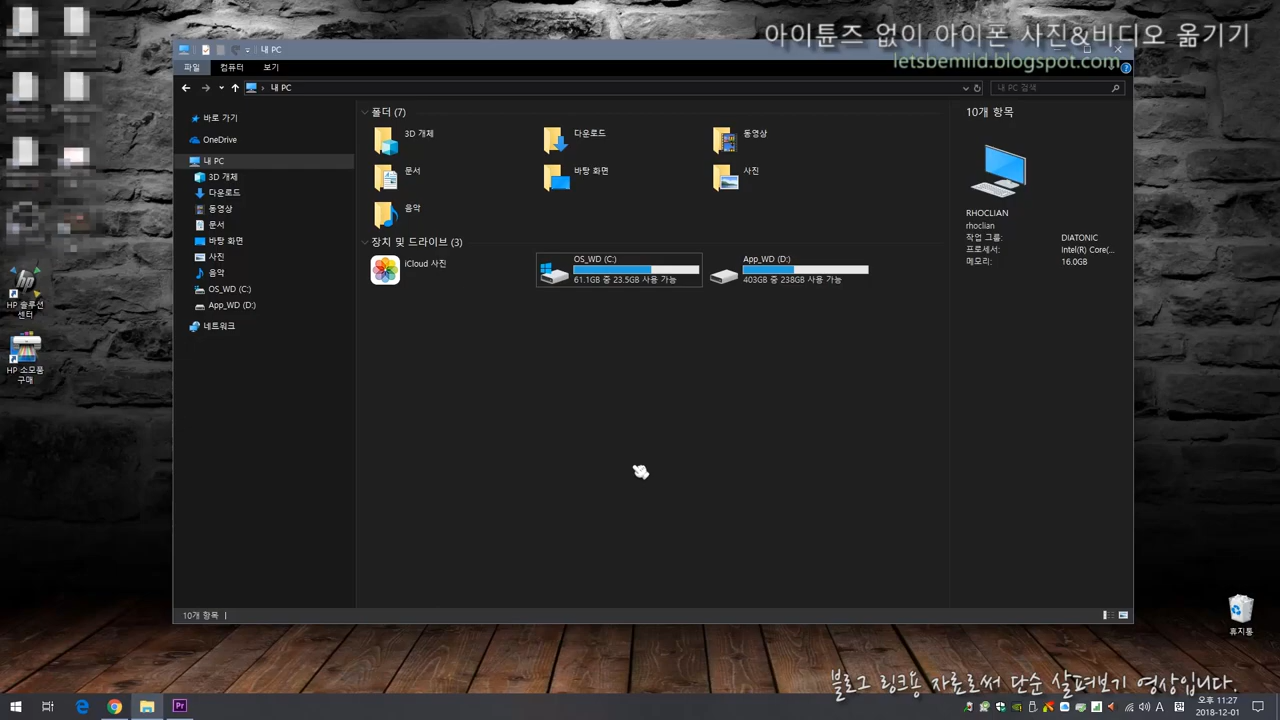 아이튠즈 없이 아이폰 사진&비디오 옮기기
letsbemild.blogspot.com
내 PC
파일 컴퓨터 보기
내 PC
내 PC 검색
바로 가기
OneDrive
내 PC
3D 개체
다운로드
동영상
문서
바탕 화면
사진
음악
OS_WD (C:)
App_WD (D:)
네트워크
폴더 (7)
3D 개체 다운로드 동영상
문서 바탕 화면 사진
음악
장치 및 드라이브 (3)
iCloud 사진
OS_WD (C:)
61.1GB 중 23.5GB 사용 가능
App_WD (D:)
403GB 중 238GB 사용 가능
10개 항목
RHOCLIAN
rhoclian
작업 그룹: DIATONIC
프로세서: Intel(R) Core(...
메모리: 16.0GB
10개 항목
HP 솔루션
센터
HP 소모품
구매
휴지통
블로그 링크용 자료로써 단순 살펴보기 영상입니다.
Pr
A
오후 11:27
2018-12-01